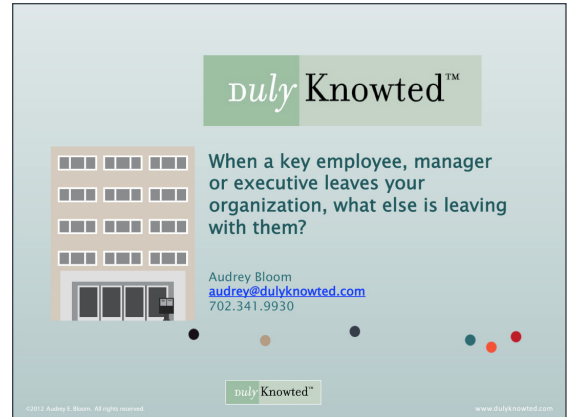 Duly Knowted™
When a key employee, manager
or executive leaves your
organization, what else is leaving
with them?
Audrey Bloom
audrey@dulyknowted.com
702.341.9930
Duly Knowted™
©2012 Audrey E. Bloom. All rights reserved
www.dulyknowted.com